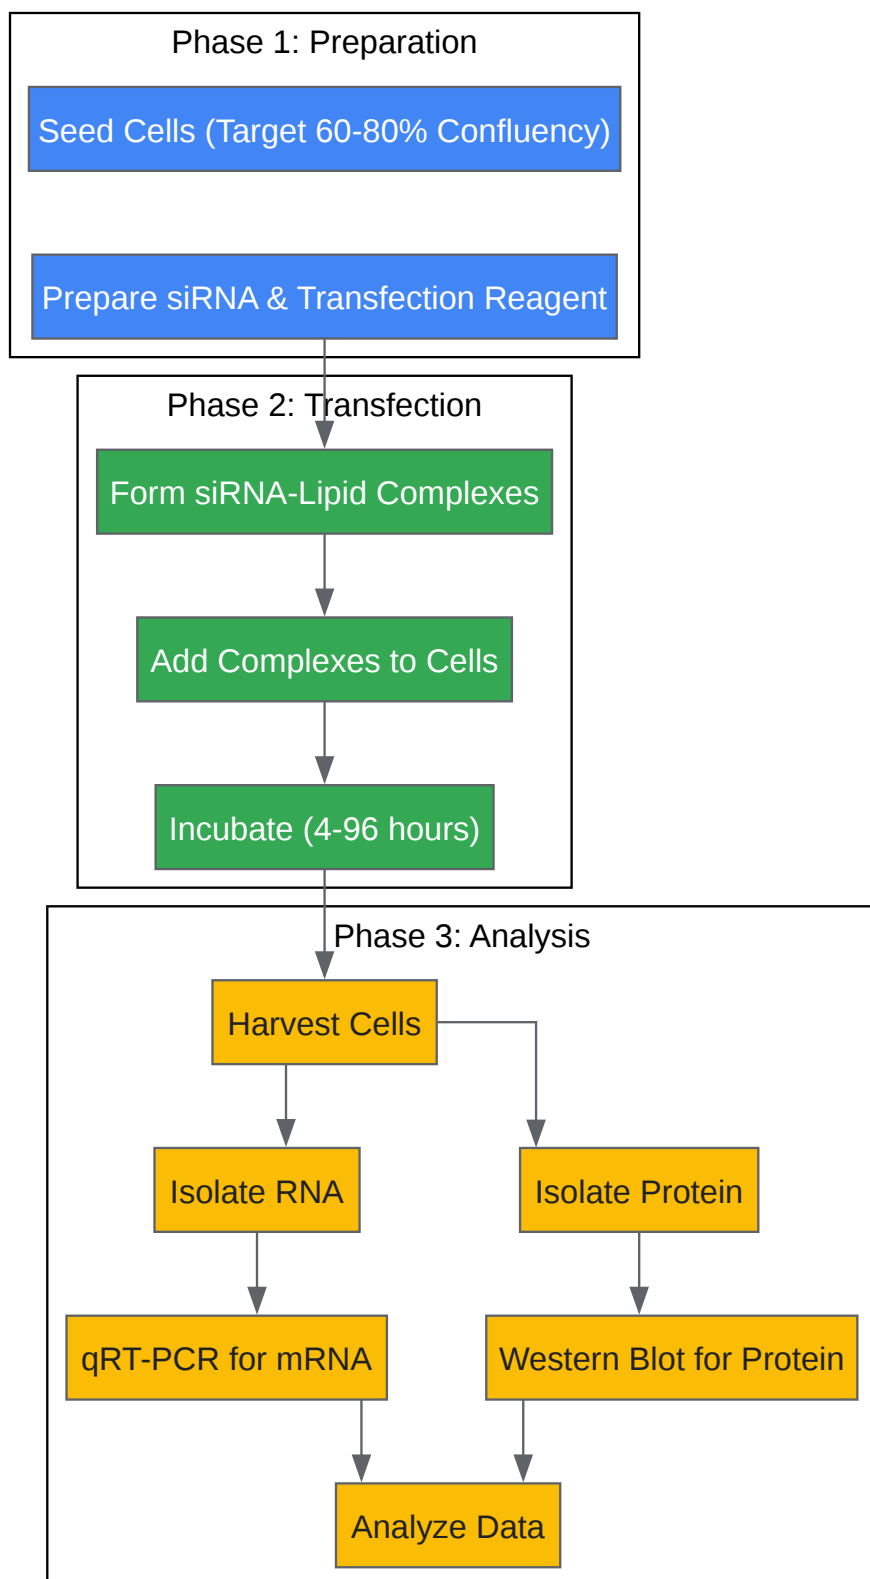 Phase 1: Preparation
Seed Cells (Target 60-80% Confluency)
Prepare siRNA & Transfection Reagent
Phase 2: Transfection
Form siRNA-Lipid Complexes
Add Complexes to Cells
Incubate (4-96 hours)
Phase 3: Analysis
Harvest Cells
Isolate RNA
Isolate Protein
qRT-PCR for mRNA
Western Blot for Protein
Analyze Data